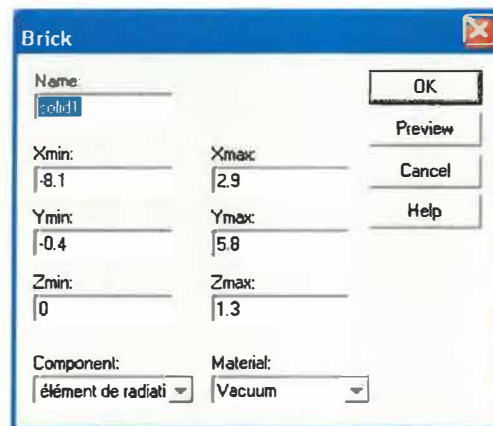 Brick
Name:
solid1
OK
Preview
Xmin:
Xmax:
Cancel
-8.1
2.9
Help
Ymin:
Ymax:
-0.4
5.8
Zmin:
Zmax:
0
1.3
Component:
Material:
élément de radiati
Vacuum